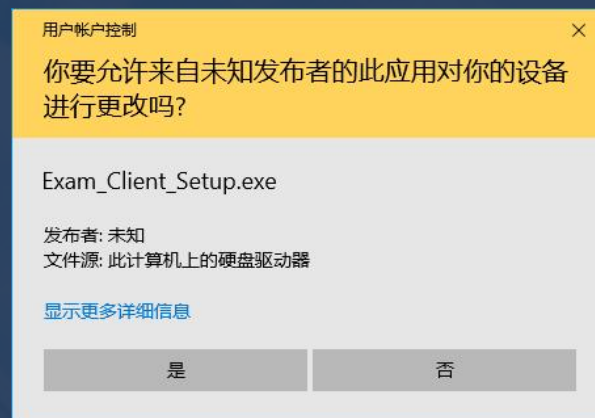 用户帐户控制
你要允许来自未知发布者的此应用对你的设备
进行更改吗?
Exam_Client_Setup.exe
发布者: 未知
文件源: 此计算机上的硬盘驱动器
显示更多详细信息
是
否